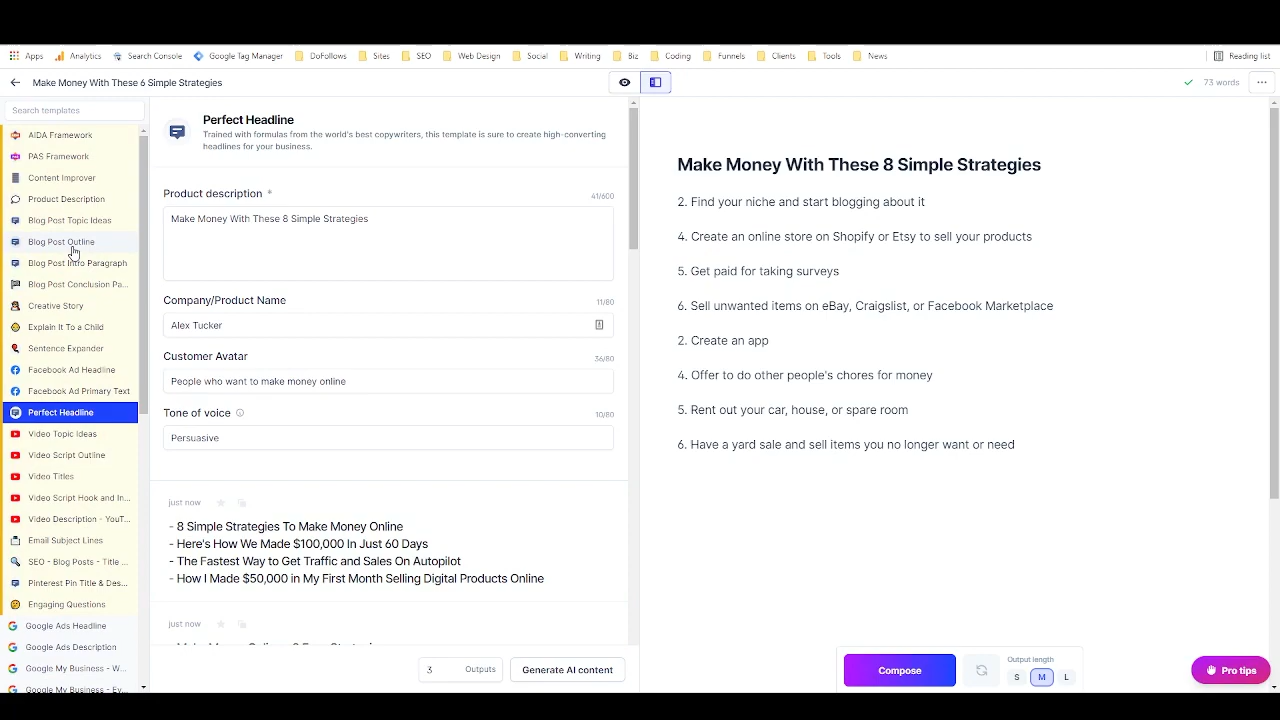 Apps Analytics Search Console Google Tag Manager DoFollows Sites SEO Web Design Social Writing Biz Coding Funnels Clients Tools News Reading list
Make Money With These 6 Simple Strategies
73 words
Search templates
AIDA Framework
PAS Framework
Content Improver
Product Description
Blog Post Topic Ideas
Blog Post Outline
Blog Post Intro Paragraph
Blog Post Conclusion Pa...
Creative Story
Explain It To a Child
Sentence Expander
Facebook Ad Headline
Facebook Ad Primary Text
Perfect Headline
Video Topic Ideas
Video Script Outline
Video Titles
Video Script Hook and In...
Video Description - YouT...
Email Subject Lines
SEO - Blog Posts - Title ...
Pinterest Pin Title & Des...
Engaging Questions
Google Ads Headline
Google Ads Description
Google My Business - W...
Google My Business - Ev...
Perfect Headline
Trained with formulas from the world's best copywriters, this template is sure to create high-converting
headlines for your business.
Product description *
41/600
Make Money With These 8 Simple Strategies
Company/Product Name
11/80
Alex Tucker
Customer Avatar
36/80
People who want to make money online
Tone of voice
10/80
Persuasive
just now
- 8 Simple Strategies To Make Money Online
- Here's How We Made $100,000 In Just 60 Days
- The Fastest Way to Get Traffic and Sales On Autopilot
- How I Made $50,000 in My First Month Selling Digital Products Online
just now
3 Outputs
Generate AI content
Make Money With These 8 Simple Strategies
2. Find your niche and start blogging about it
4. Create an online store on Shopify or Etsy to sell your products
5. Get paid for taking surveys
6. Sell unwanted items on eBay, Craigslist, or Facebook Marketplace
2. Create an app
4. Offer to do other people's chores for money
5. Rent out your car, house, or spare room
6. Have a yard sale and sell items you no longer want or need
Compose
Output length
S M L
Pro tips